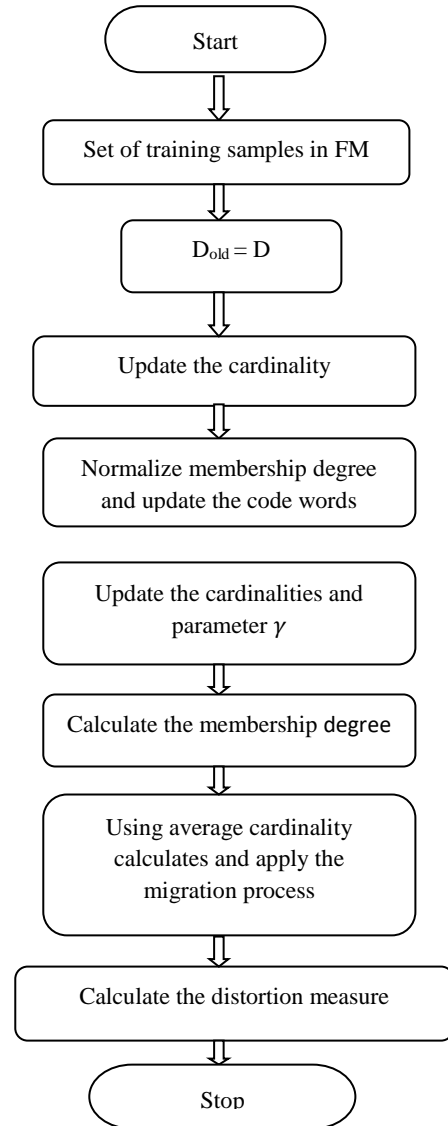 Start
Set of training samples in FM
Dold = D
Update the cardinality
Normalize membership degree
and update the code words
Update the cardinalities and
parameter γ
Calculate the membership degree
Using average cardinality
calculates and apply the
migration process
Calculate the distortion measure
Stop